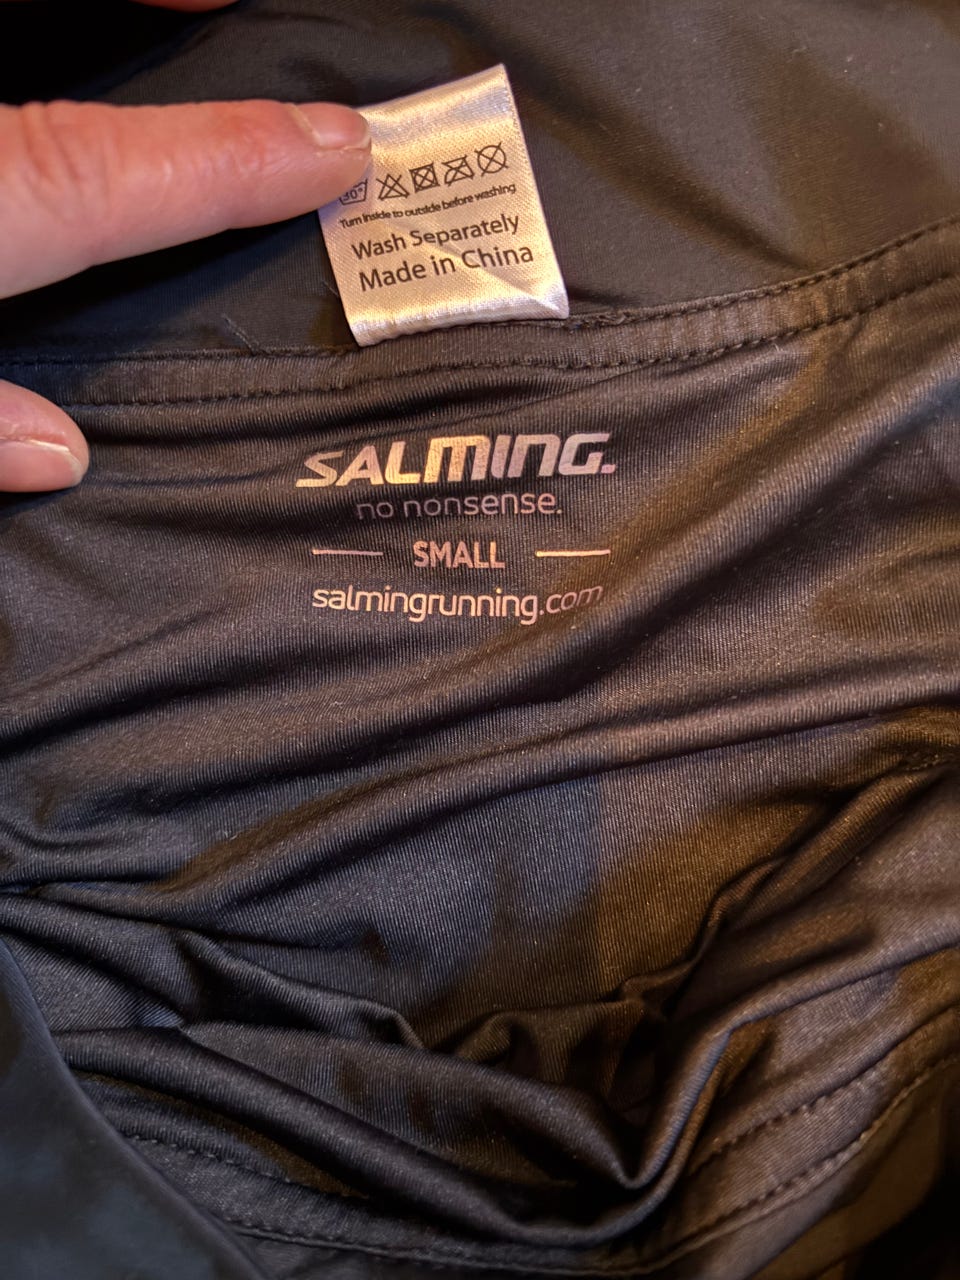 30°
Turn inside to outside before washing
Wash Separately
Made in China
SALMING.
no nonsense.
SMALL
salmingrunning.com